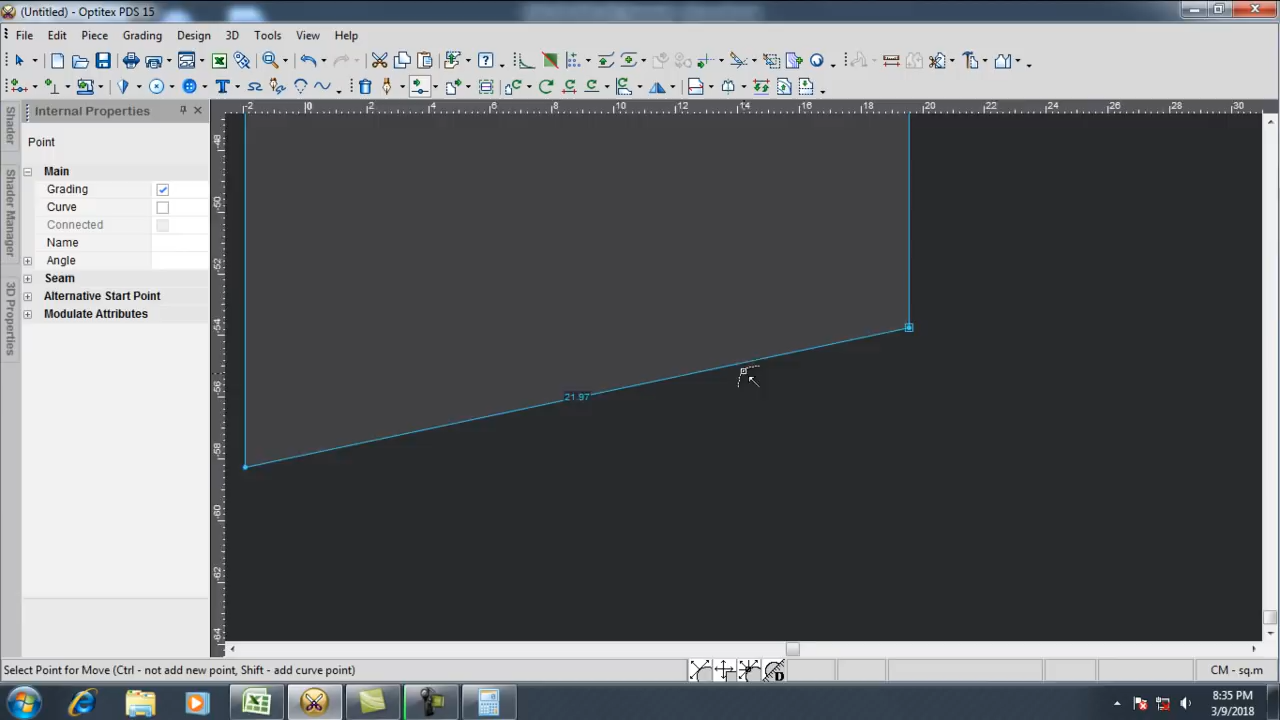 (Untitled) - Optitex PDS 15
File Edit Piece Grading Design 3D Tools View Help
Internal Properties
Point
Main
Grading
Curve
Connected
Name
Angle
Seam
Alternative Start Point
Modulate Attributes
Shader
Shader Manager
3D Properties
-2 0 2 4 6 8 10 12 14 16 18 20 22 24 26 28 30
-48
-50
-52
-54
-56
-58
-60
-62
-64
21.97
Select Point for Move (Ctrl - not add new point, Shift - add curve point)
CM - sq.m
8:35 PM
3/9/2018